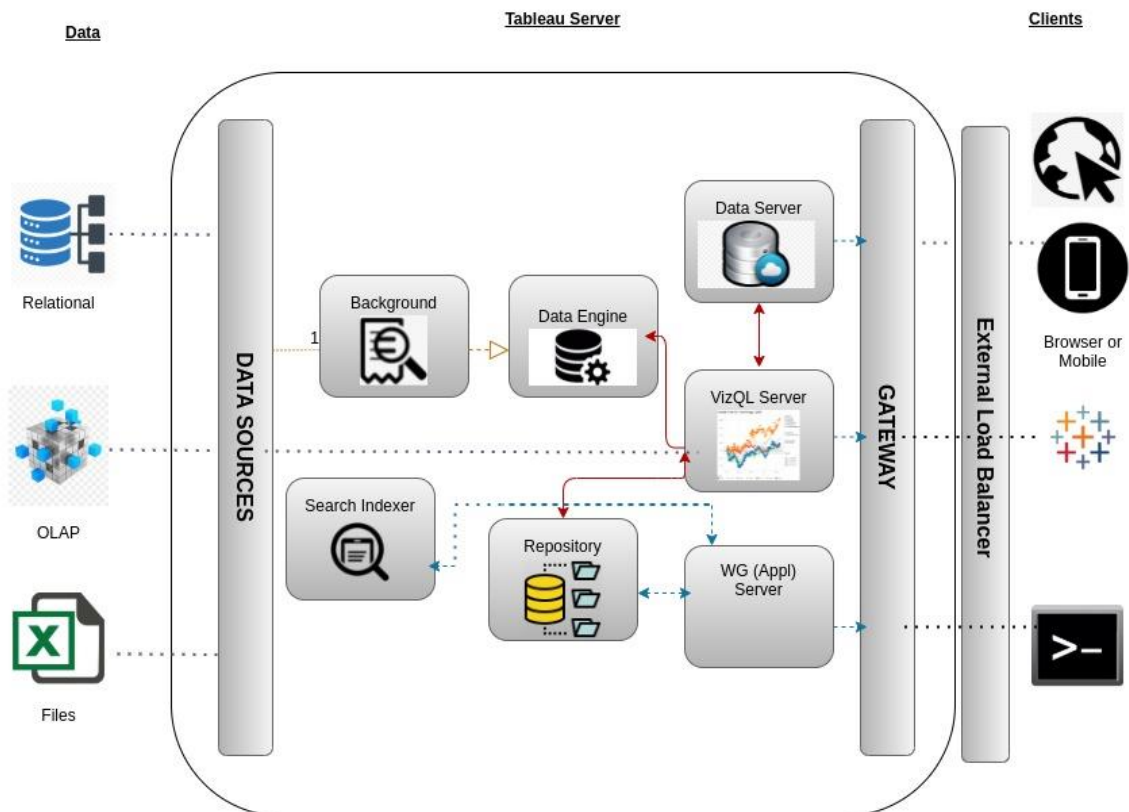 Data
Tableau Server
Clients
Relational
OLAP
Files
DATA SOURCES
1
Background
Data Engine
Search Indexer
Repository
Data Server
VizQL Server
WG (Appl)
Server
GATEWAY
External Load Balancer
Browser or
Mobile